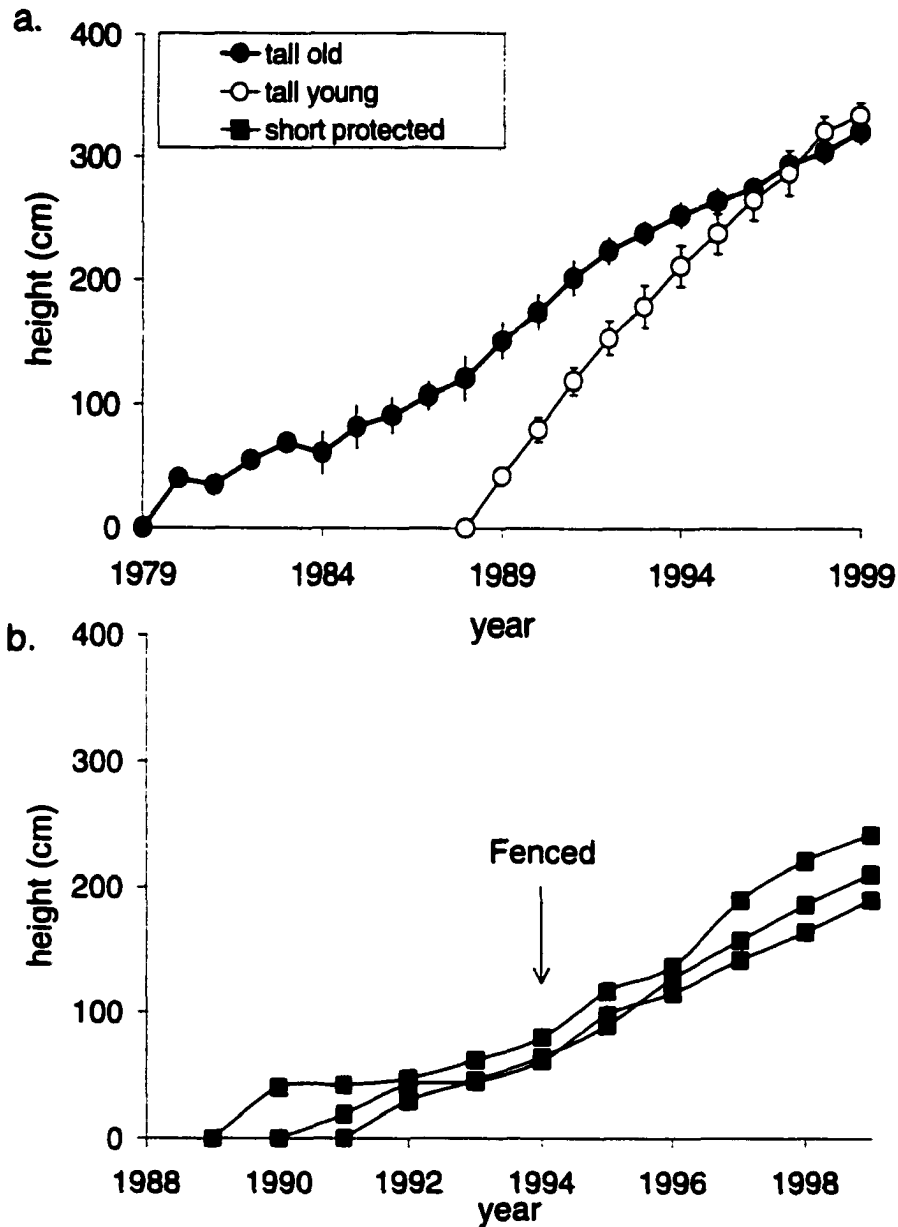 a.
400
300
200
100
0
height (cm)
tall old
tall young
short protected
1979 1984 1989 1994 1999
year
b.
400
300
200
100
0
height (cm)
Fenced
1988 1990 1992 1994 1996 1998
year